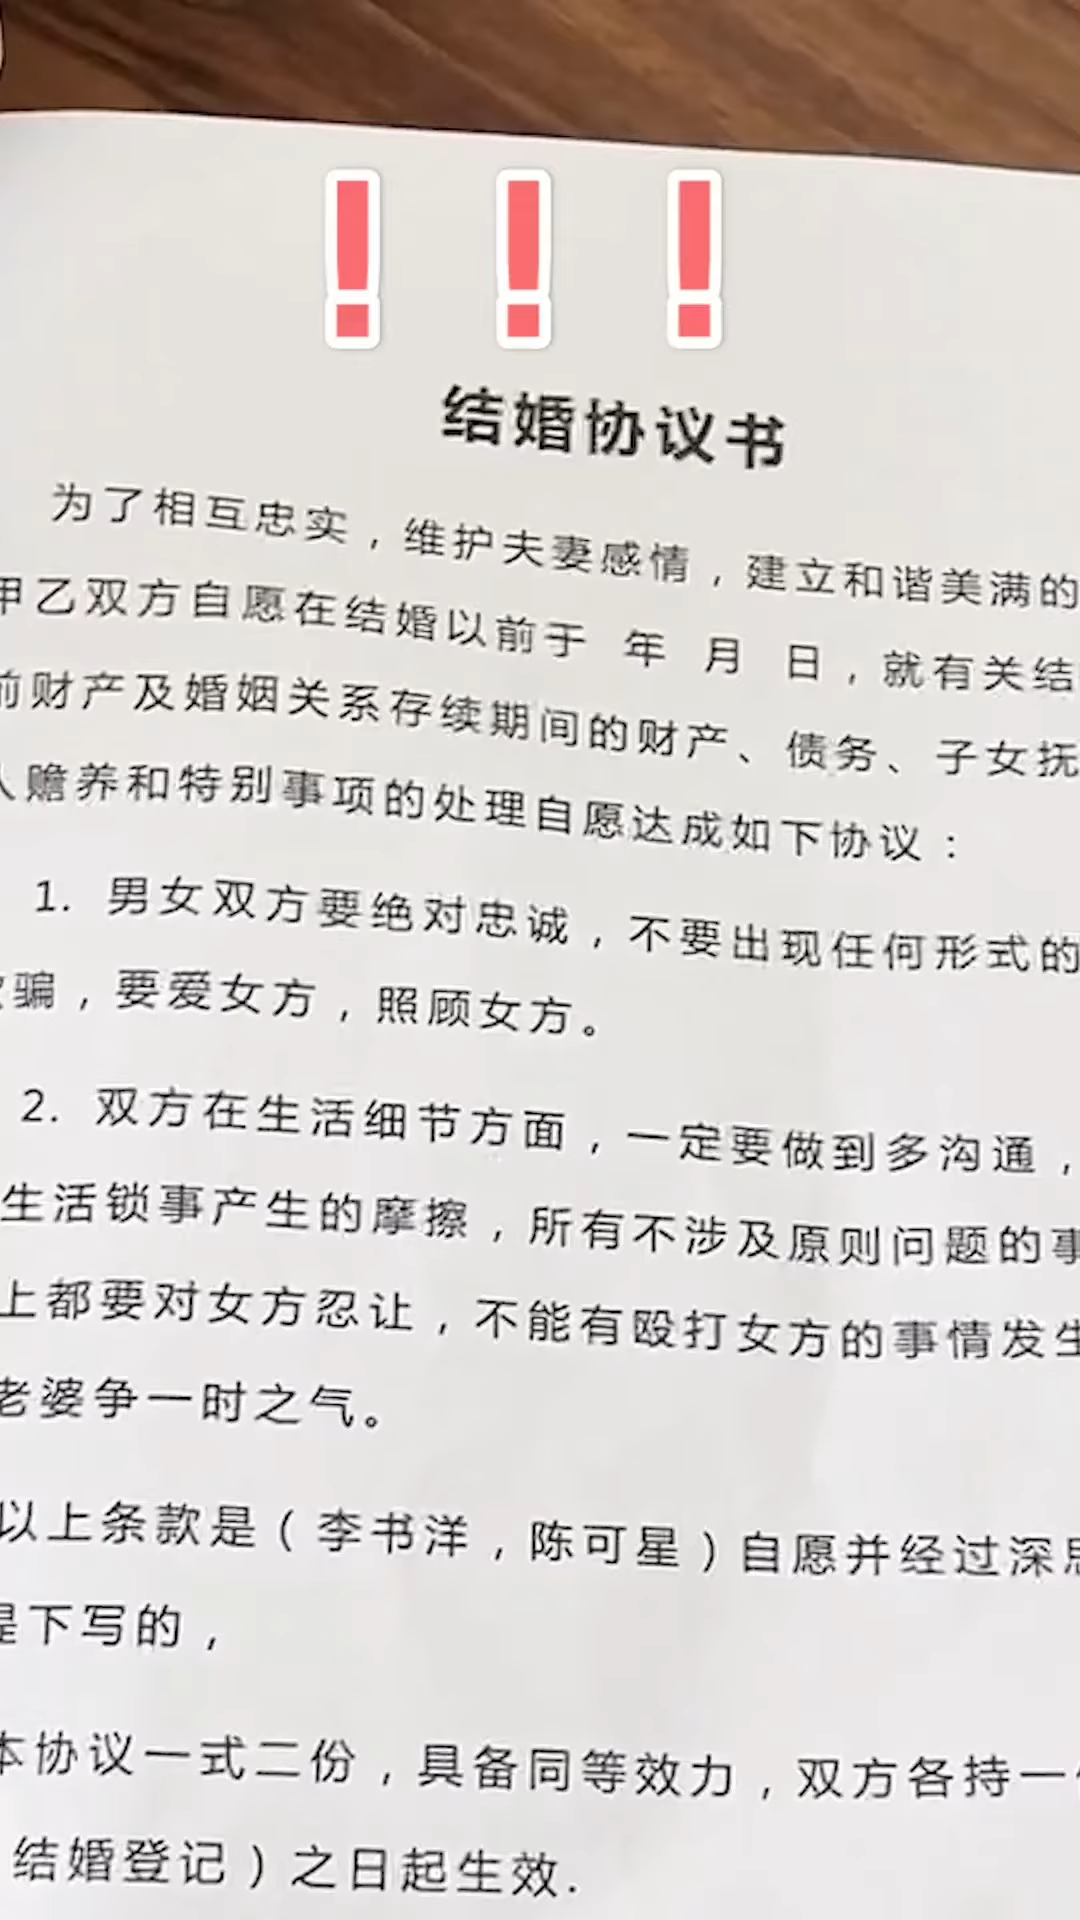 !!!
结婚协议书
为了相互忠实，维护夫妻感情，建立和谐美满的
甲乙双方自愿在结婚以前于 年 月 日，就有关结
前财产及婚姻关系存续期间的财产、债务、子女抚
人赡养和特别事项的处理自愿达成如下协议：
1. 男女双方要绝对忠诚，不要出现任何形式的
骗，要爱女方，照顾女方。
2. 双方在生活细节方面，一定要做到多沟通，
生活锁事产生的摩擦，所有不涉及原则问题的事
上都要对女方忍让，不能有殴打女方的事情发生
老婆争一时之气。
以上条款是（李书洋，陈可星）自愿并经过深思
是下写的，
本协议一式二份，具备同等效力，双方各持一
结婚登记）之日起生效.